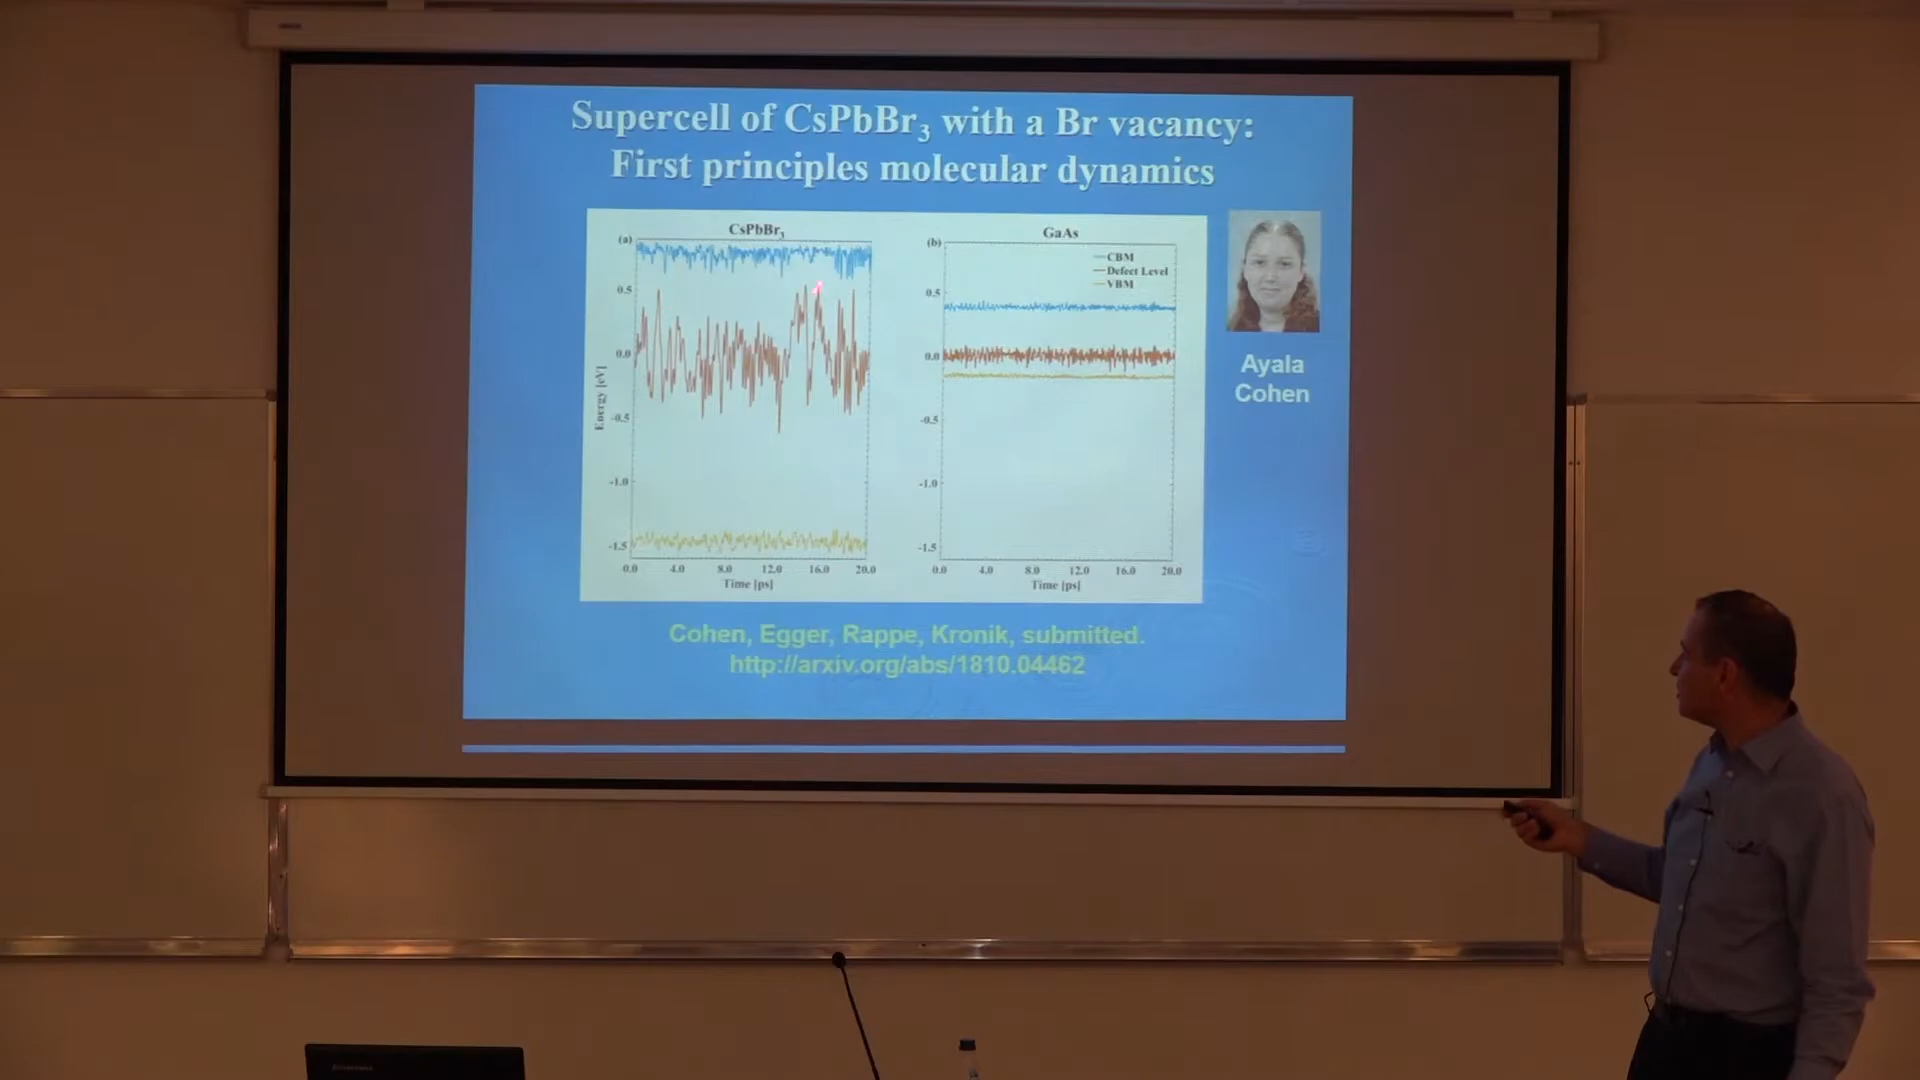 Supercell of CsPbBr3 with a Br vacancy:
First principles molecular dynamics
(a)
CsPbBr3
0.5
0.0
-0.5
-1.0
-1.5
Energy [eV]
0.0 4.0 8.0 12.0 16.0 20.0
Time [ps]
(b)
GaAs
CBM
Defect Level
VBM
0.5
0.0
-0.5
-1.0
-1.5
0.0 4.0 8.0 12.0 16.0 20.0
Time [ps]
Ayala
Cohen
Cohen, Egger, Rappe, Kronik, submitted.
http://arxiv.org/abs/1810.04462